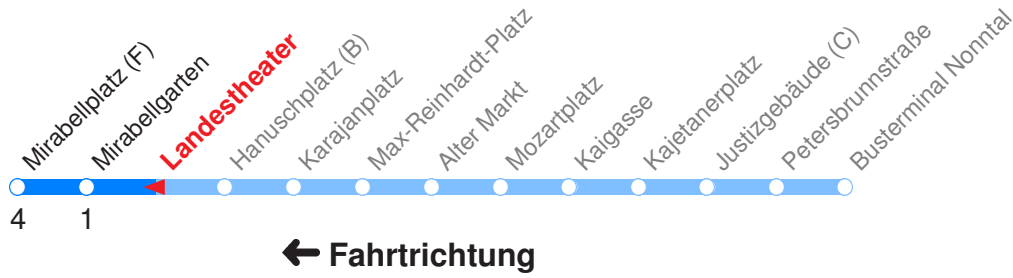 Mirabellplatz (F)
Mirabellgarten
Landestheater
Hanuschplatz (B)
Karajanplatz
Max-Reinhardt-Platz
Alter Markt
Mozartplatz
Kaigasse
Kajetanerplatz
Justizgebäude (C)
Petersbrunnstraße
Busterminal Nonntal
4 1
← Fahrtrichtung